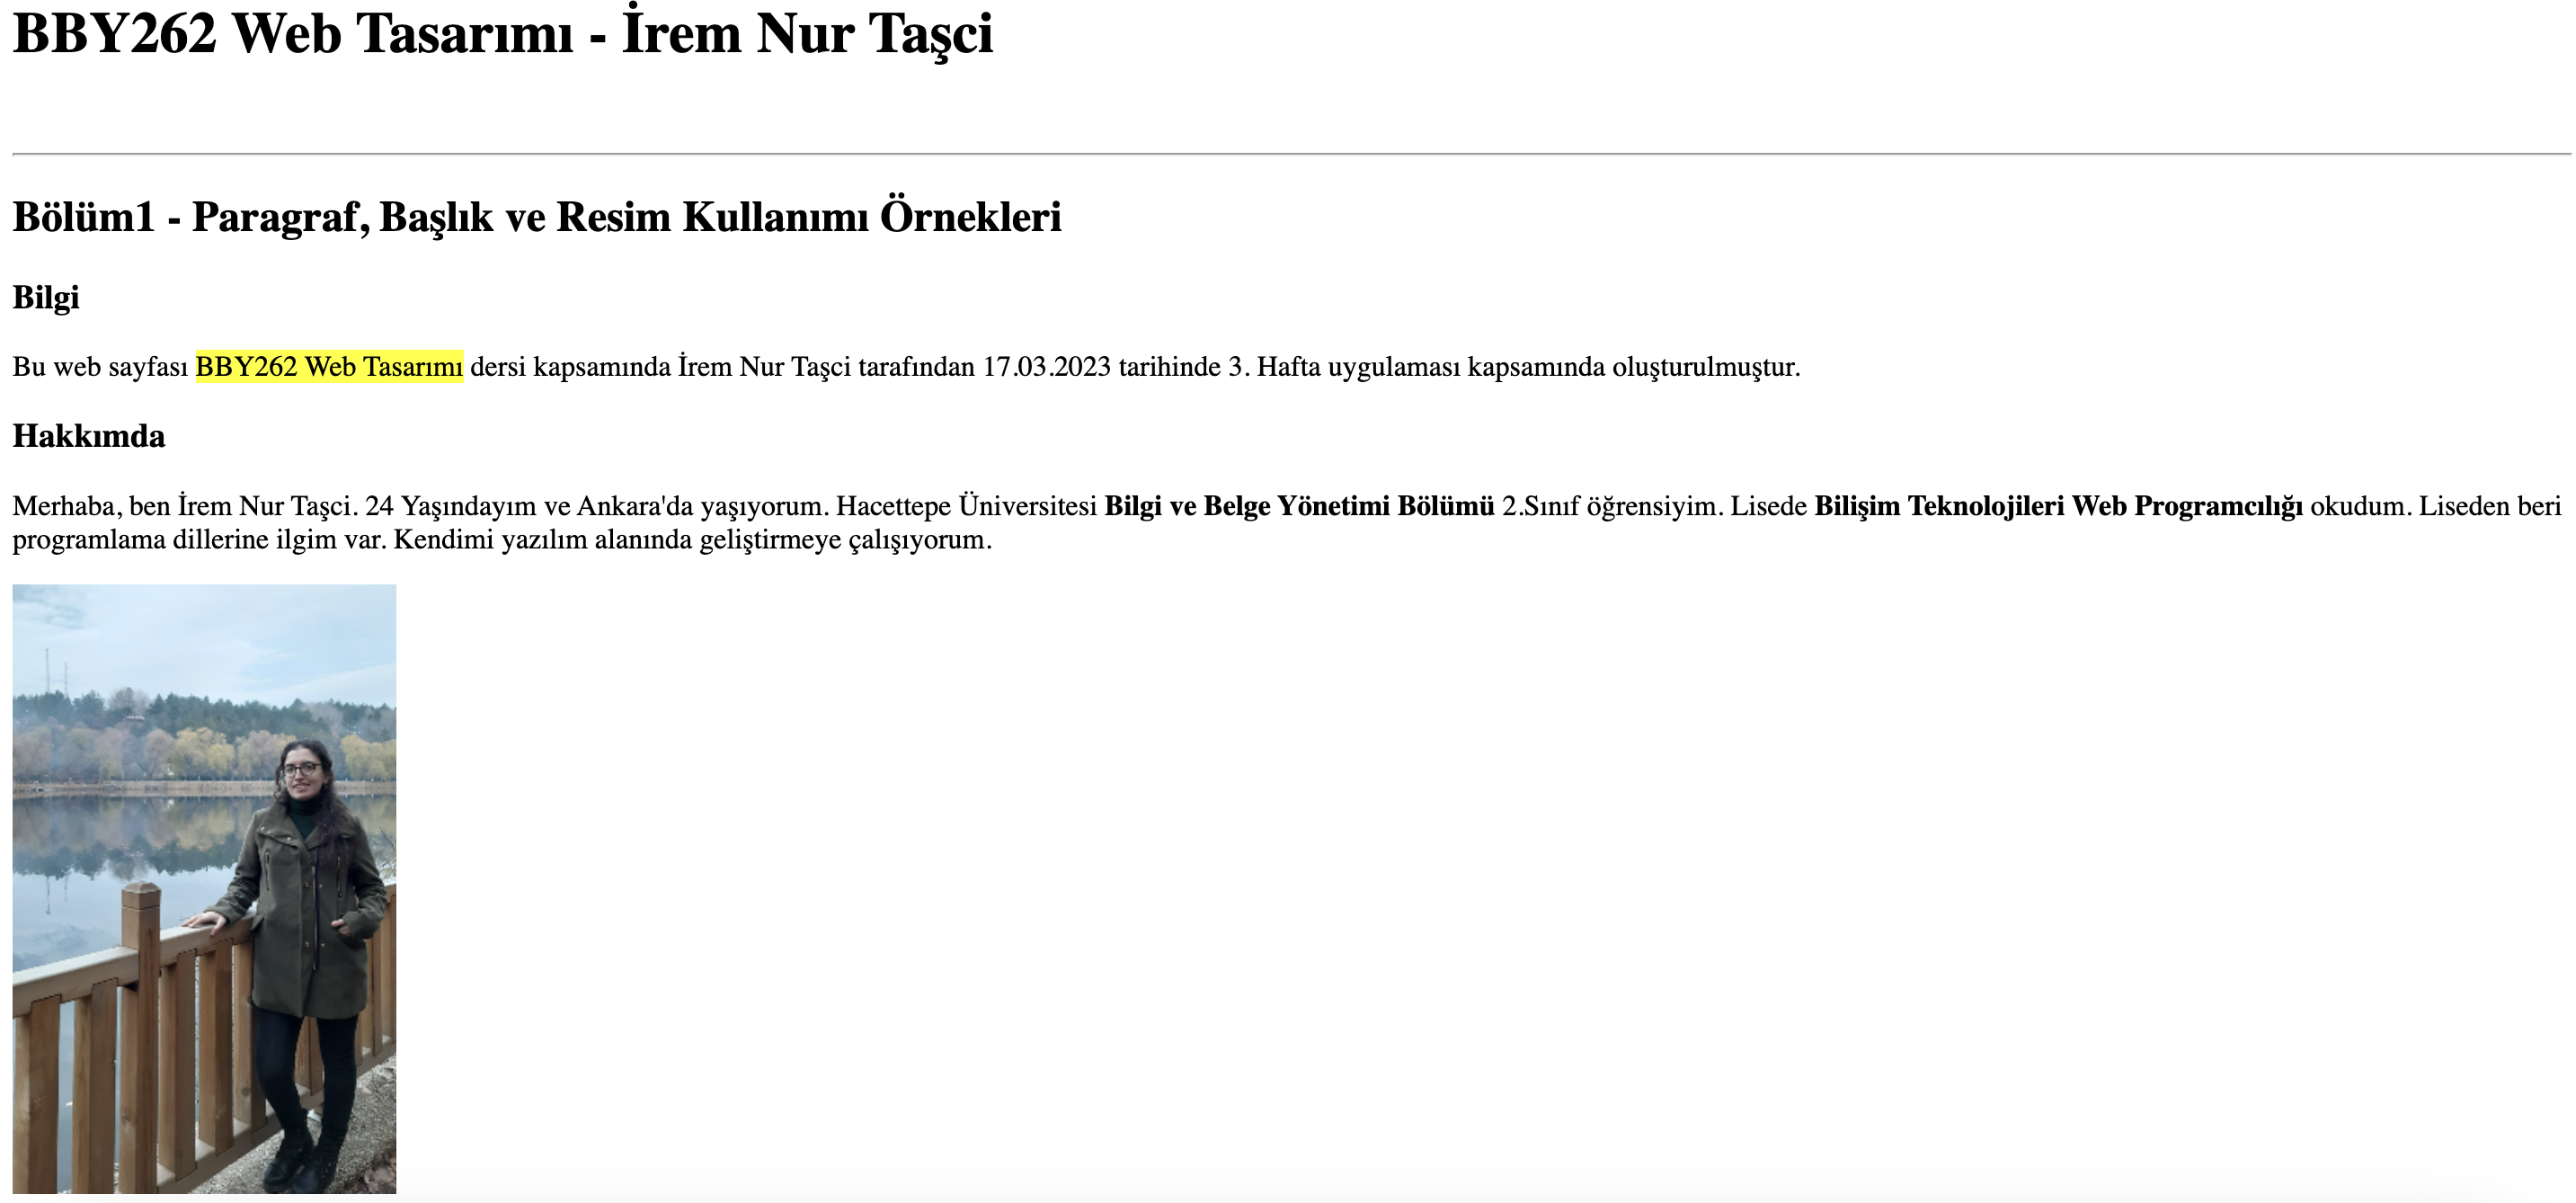 BBY262 Web Tasarımı - İrem Nur Taşci
Bölüm1 - Paragraf, Başlık ve Resim Kullanımı Örnekleri
Bilgi
Bu web sayfası BBY262 Web Tasarımı dersi kapsamında İrem Nur Taşci tarafından 17.03.2023 tarihinde 3. Hafta uygulaması kapsamında oluşturulmuştur.
Hakkımda
Merhaba, ben İrem Nur Taşci. 24 Yaşındayım ve Ankara'da yaşıyorum. Hacettepe Üniversitesi Bilgi ve Belge Yönetimi Bölümü 2.Sınıf öğrensiyim. Lisede Bilişim Teknolojileri Web Programcılığı okudum. Liseden beri
programlama dillerine ilgim var. Kendimi yazılım alanında geliştirmeye çalışıyorum.